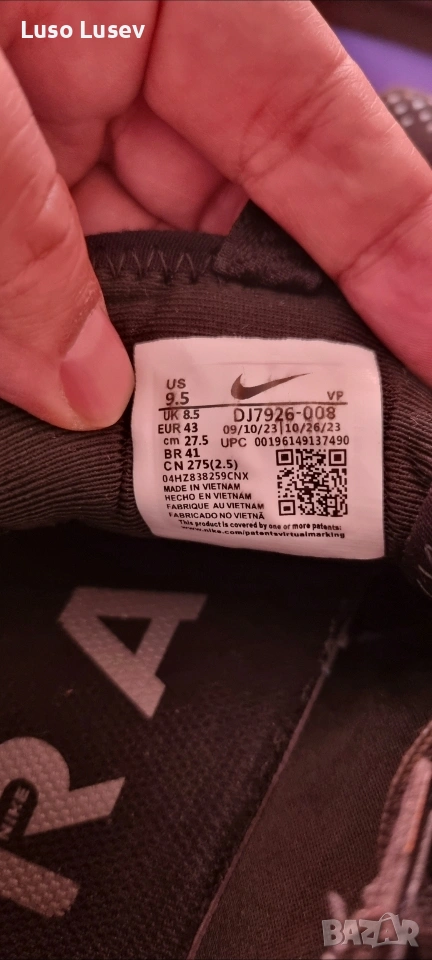 Luso Lusev
US
9.5
VP
UK 8.5
DJ7926-008
EUR 43
09/10/23 | 10/26/23
cm 27.5
UPC 00196149137490
BR 41
CN 275(2.5)
04HZ838259CNX
MADE IN VIETNAM
HECHO EN VIETNAM
FABRIQUE AU VIETNAM
FABRICADO NO VIETNÃ
This product is covered by one or more patents:
www.nike.com/patentsvirtualmarking
RA
NIKE
BAZAR